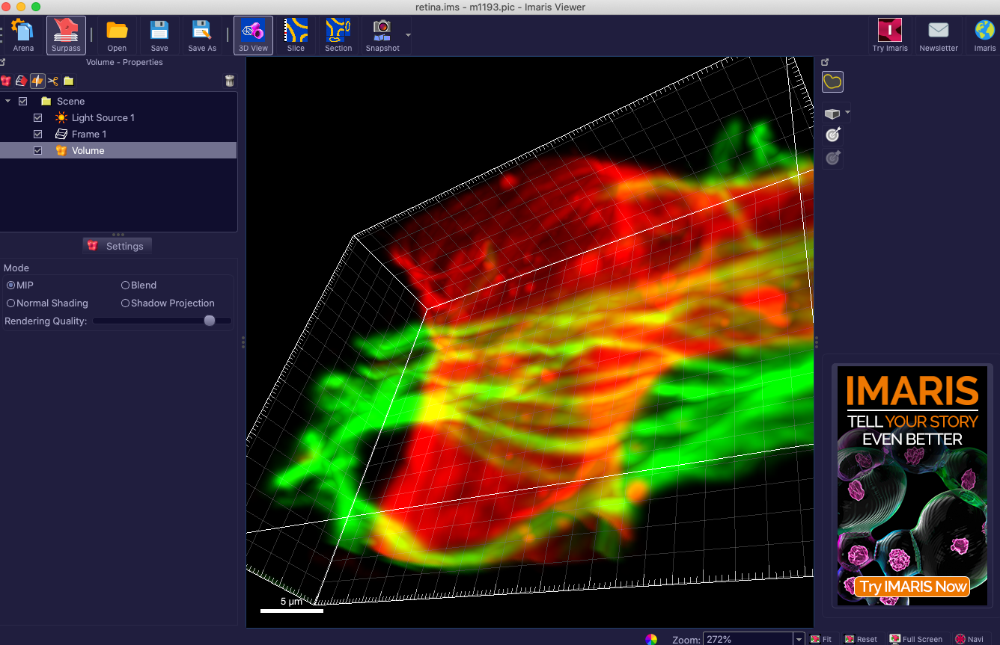 retina.ims - m1193.pic - Imaris Viewer
Arena
Surpass
Open
Save
Save As
3D View
Slice
Section
Snapshot
Try Imaris
Newsletter
Imaris
Volume - Properties
Scene
Light Source 1
Frame 1
Volume
Settings
Mode
MIP
Blend
Normal Shading
Shadow Projection
Rendering Quality:
5 µm
IMARIS
TELL YOUR STORY
EVEN BETTER
Try IMARIS Now
Zoom: 272%
Fit
Reset
Full Screen
Navi